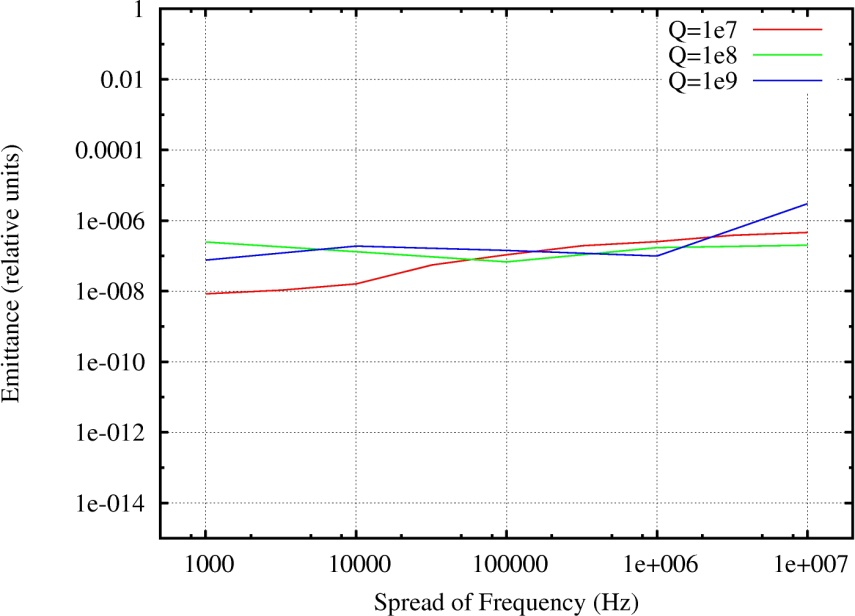 1
0.01
0.0001
1e-006
1e-008
1e-010
1e-012
1e-014
Emittance (relative units)
Q=1e7
Q=1e8
Q=1e9
1000 10000 100000 1e+006 1e+007
Spread of Frequency (Hz)